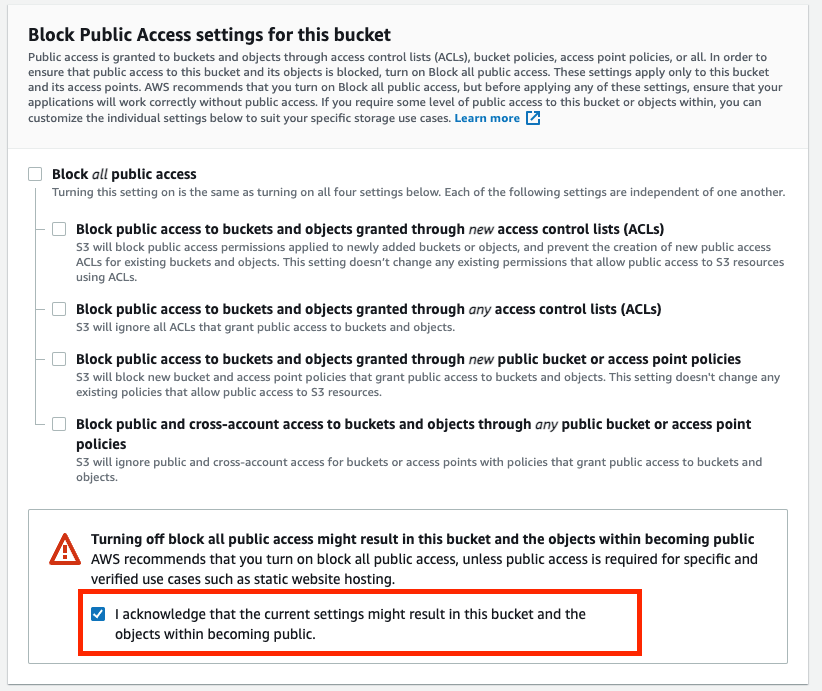 Block Public Access settings for this bucket
Public access is granted to buckets and objects through access control lists (ACLs), bucket policies, access point policies, or all. In order to
ensure that public access to this bucket and its objects is blocked, turn on Block all public access. These settings apply only to this bucket
and its access points. AWS recommends that you turn on Block all public access, but before applying any of these settings, ensure that your
applications will work correctly without public access. If you require some level of public access to this bucket or objects within, you can
customize the individual settings below to suit your specific storage use cases. Learn more
Block all public access
Turning this setting on is the same as turning on all four settings below. Each of the following settings are independent of one another.
Block public access to buckets and objects granted through new access control lists (ACLs)
S3 will block public access permissions applied to newly added buckets or objects, and prevent the creation of new public access
ACLs for existing buckets and objects. This setting doesn't change any existing permissions that allow public access to S3 resources
using ACLs.
Block public access to buckets and objects granted through any access control lists (ACLs)
S3 will ignore all ACLs that grant public access to buckets and objects.
Block public access to buckets and objects granted through new public bucket or access point policies
S3 will block new bucket and access point policies that grant public access to buckets and objects. This setting doesn't change any
existing policies that allow public access to S3 resources.
Block public and cross-account access to buckets and objects through any public bucket or access point
policies
S3 will ignore public and cross-account access for buckets or access points with policies that grant public access to buckets and
objects.
Turning off block all public access might result in this bucket and the objects within becoming public
AWS recommends that you turn on block all public access, unless public access is required for specific and
verified use cases such as static website hosting.
I acknowledge that the current settings might result in this bucket and the
objects within becoming public.